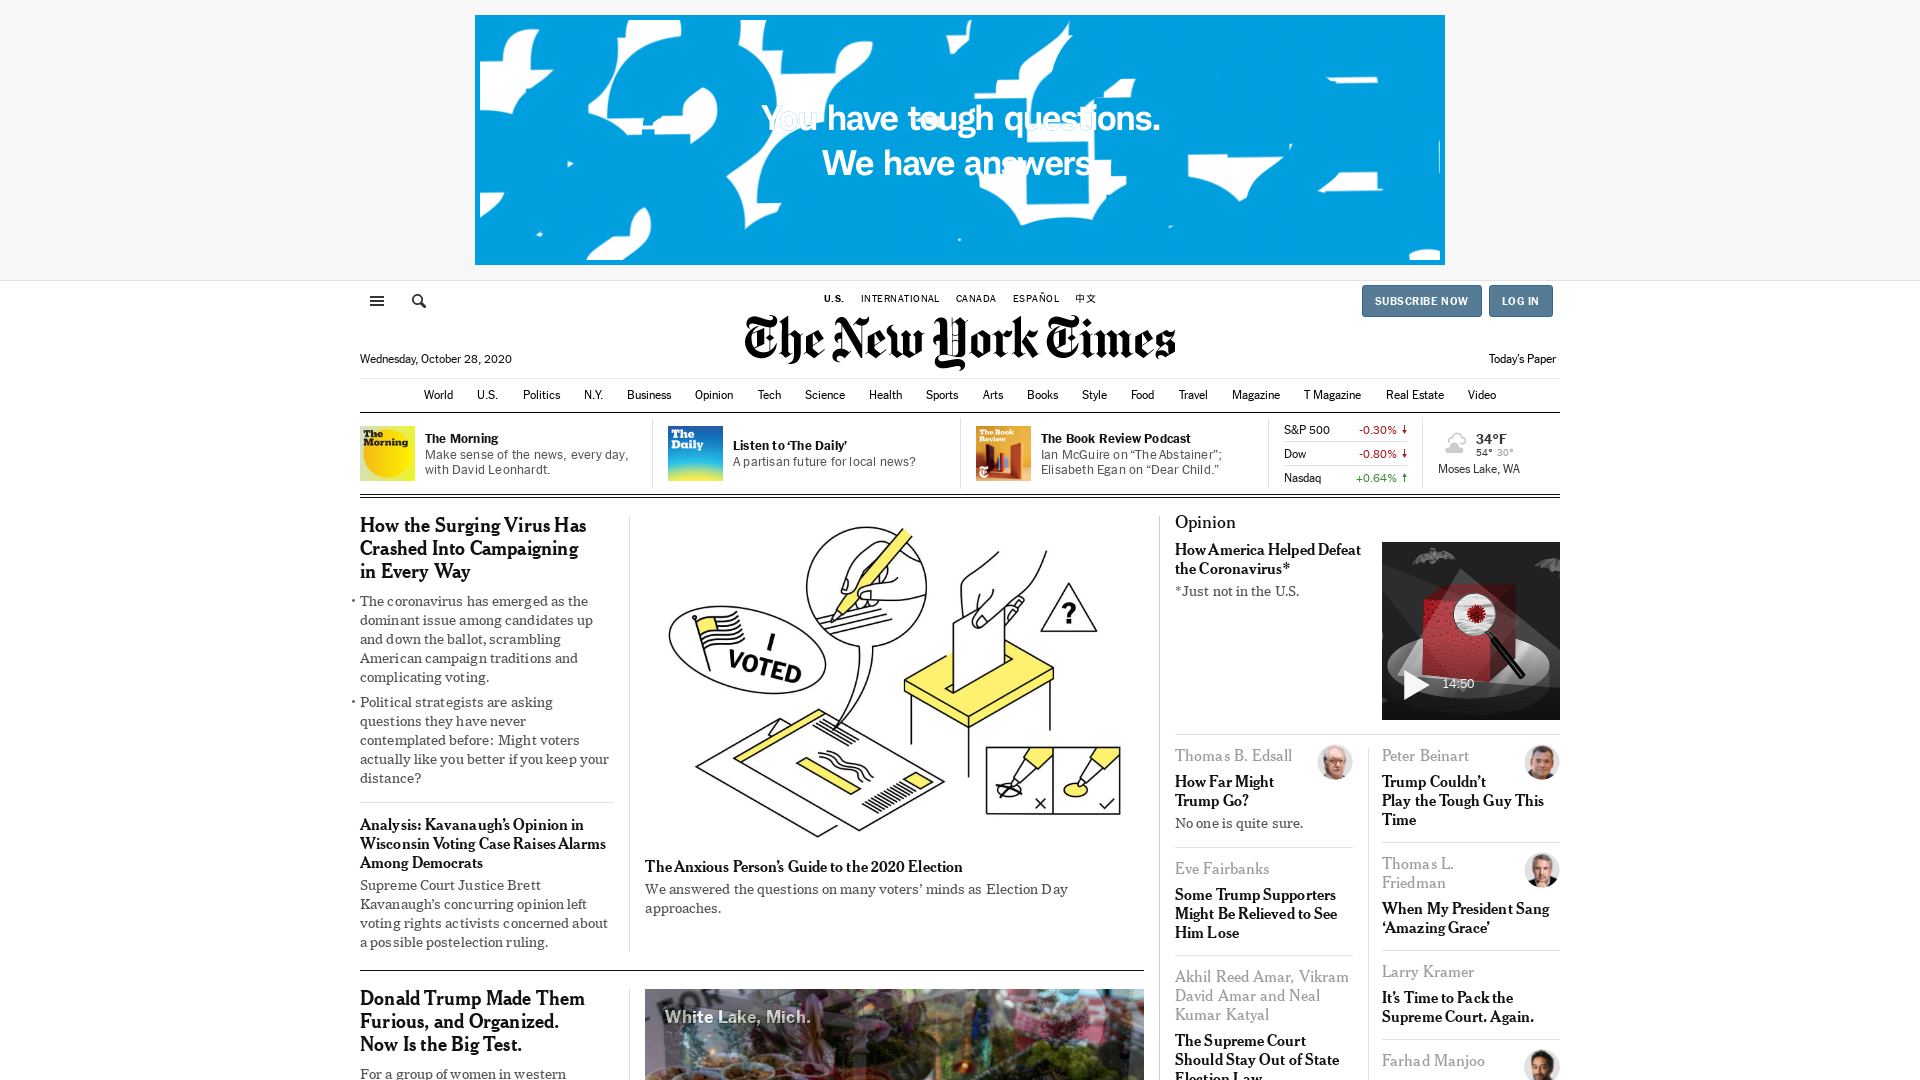 You have tough questions.
We have answers.
U.S. INTERNATIONAL CANADA ESPAÑOL 中文
SUBSCRIBE NOW LOG IN
The New York Times
Wednesday, October 28, 2020
Today's Paper
World U.S. Politics N.Y. Business Opinion Tech Science Health Sports Arts Books Style Food Travel Magazine T Magazine Real Estate Video
The
Morning
The Morning
Make sense of the news, every day,
with David Leonhardt.
The
Daily
Listen to ‘The Daily’
A partisan future for local news?
The Book
Review
The Book Review Podcast
Ian McGuire on “The Abstainer”;
Elisabeth Egan on “Dear Child.”
S&P 500 -0.30%
Dow -0.80%
Nasdaq +0.64%
34°F
54° 30°
Moses Lake, WA
How the Surging Virus Has
Crashed Into Campaigning
in Every Way
The coronavirus has emerged as the
dominant issue among candidates up
and down the ballot, scrambling
American campaign traditions and
complicating voting.
Political strategists are asking
questions they have never
contemplated before: Might voters
actually like you better if you keep your
distance?
Analysis: Kavanaugh’s Opinion in
Wisconsin Voting Case Raises Alarms
Among Democrats
Supreme Court Justice Brett
Kavanaugh’s concurring opinion left
voting rights activists concerned about
a possible postelection ruling.
I
VOTED
?
The Anxious Person’s Guide to the 2020 Election
We answered the questions on many voters’ minds as Election Day
approaches.
Opinion
How America Helped Defeat
the Coronavirus*
*Just not in the U.S.
14:50
Thomas B. Edsall
How Far Might
Trump Go?
No one is quite sure.
Eve Fairbanks
Some Trump Supporters
Might Be Relieved to See
Him Lose
Akhil Reed Amar, Vikram
David Amar and Neal
Kumar Katyal
The Supreme Court
Should Stay Out of State
Election Law
Peter Beinart
Trump Couldn’t
Play the Tough Guy This
Time
Thomas L.
Friedman
When My President Sang
‘Amazing Grace’
Larry Kramer
It’s Time to Pack the
Supreme Court. Again.
Farhad Manjoo
Donald Trump Made Them
Furious, and Organized.
Now Is the Big Test.
For a group of women in western
FOR
White Lake, Mich.